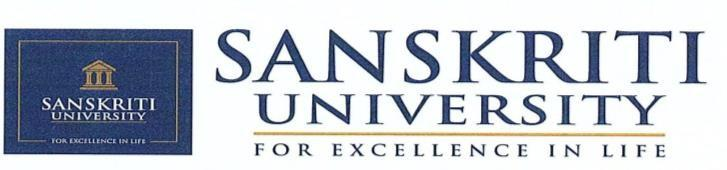 SANSKRITI
UNIVERSITY
FOR EXCELLENCE IN LIFE
SANSKRITI
UNIVERSITY
FOR EXCELLENCE IN LIFE